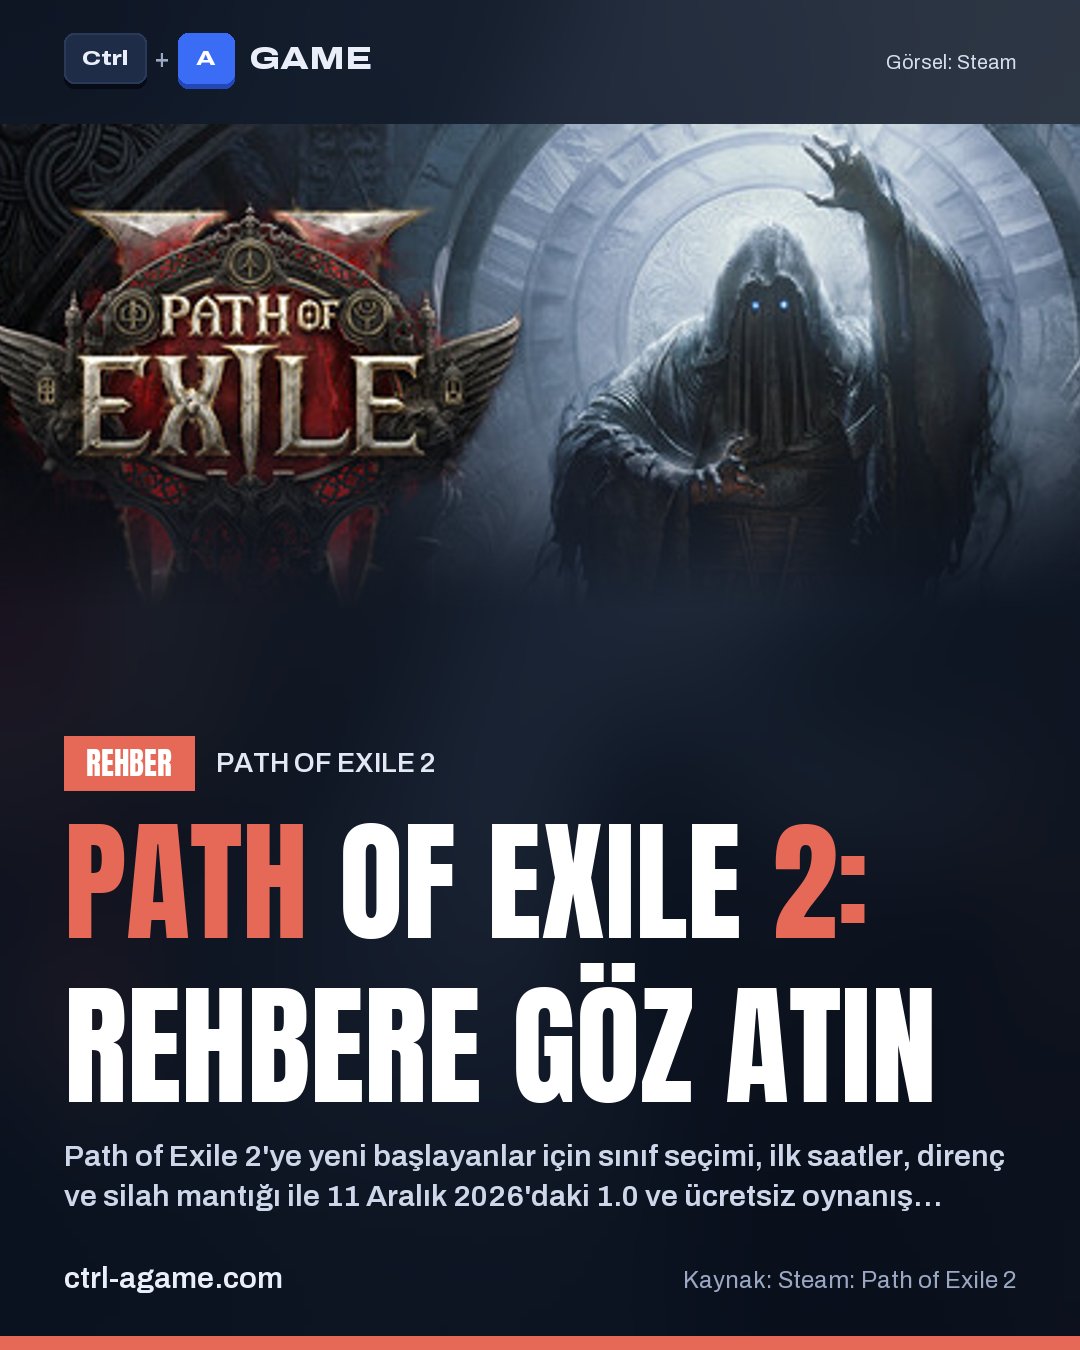 Ctrl + A GAME
Görsel: Steam
PATH OF
EXILE
REHBER PATH OF EXILE 2
PATH OF EXILE 2:
REHBERE GÖZ ATIN
Path of Exile 2'ye yeni başlayanlar için sınıf seçimi, ilk saatler, direnç
ve silah mantığı ile 11 Aralık 2026'daki 1.0 ve ücretsiz oynanış...
ctrl-agame.com
Kaynak: Steam: Path of Exile 2